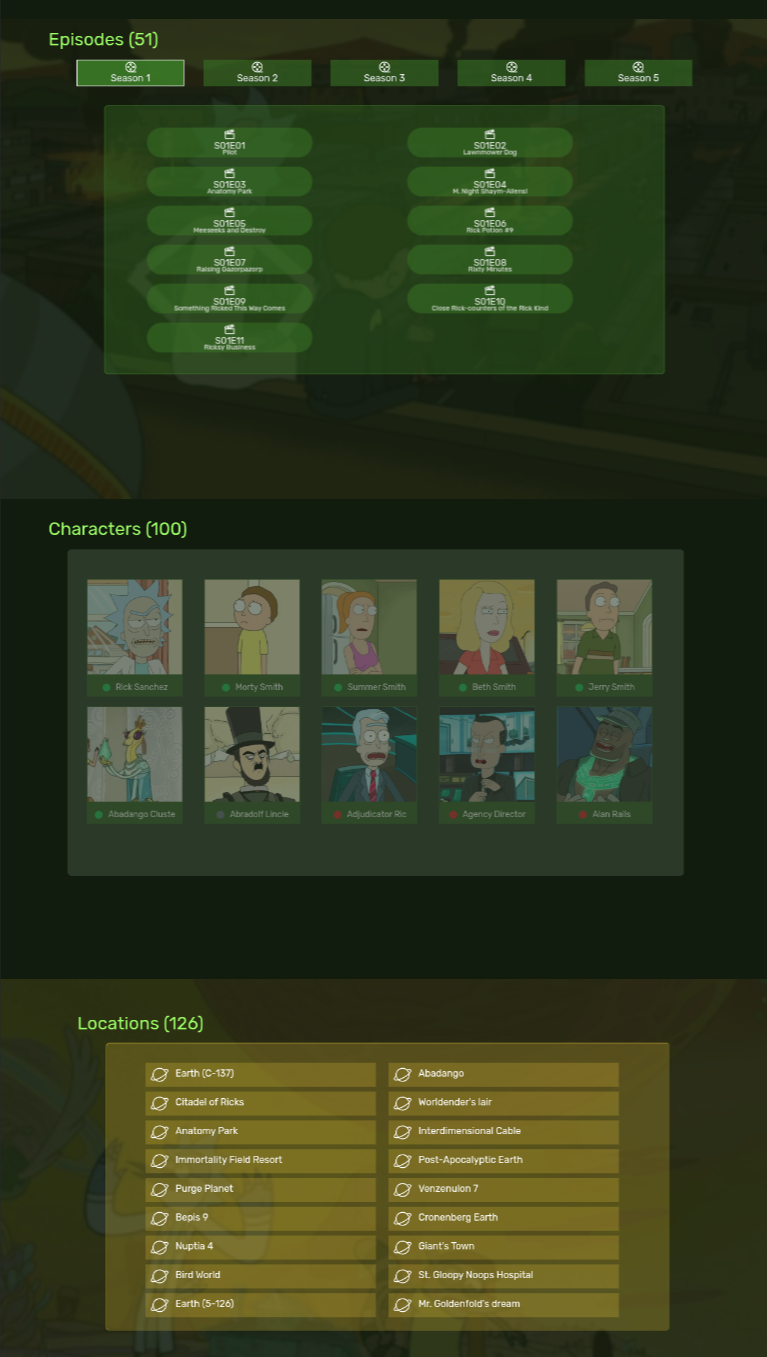 Episodes (51)
Season 1
Season 2
Season 3
Season 4
Season 5
S01E01
Pilot
S01E02
Lawnmower Dog
S01E03
Anatomy Park
S01E04
M. Night Shaym-Aliens!
S01E05
Meeseeks and Destroy
S01E06
Rick Potion #9
S01E07
Raising Gazorpazorp
S01E08
Rixty Minutes
S01E09
Something Ricked This Way Comes
S01E10
Close Rick-counters of the Rick Kind
S01E11
Ricksy Business
Characters (100)
Rick Sanchez
Morty Smith
Summer Smith
Beth Smith
Jerry Smith
Abadango Cluste
Abradolf Lincle
Adjudicator Ric
Agency Director
Alan Rails
Locations (126)
Earth (C-137)
Abadango
Citadel of Ricks
Worldender's lair
Anatomy Park
Interdimensional Cable
Immortality Field Resort
Post-Apocalyptic Earth
Purge Planet
Venzenulon 7
Bepis 9
Cronenberg Earth
Nuptia 4
Giant's Town
Bird World
St. Gloopy Noops Hospital
Earth (5-126)
Mr. Goldenfold's dream